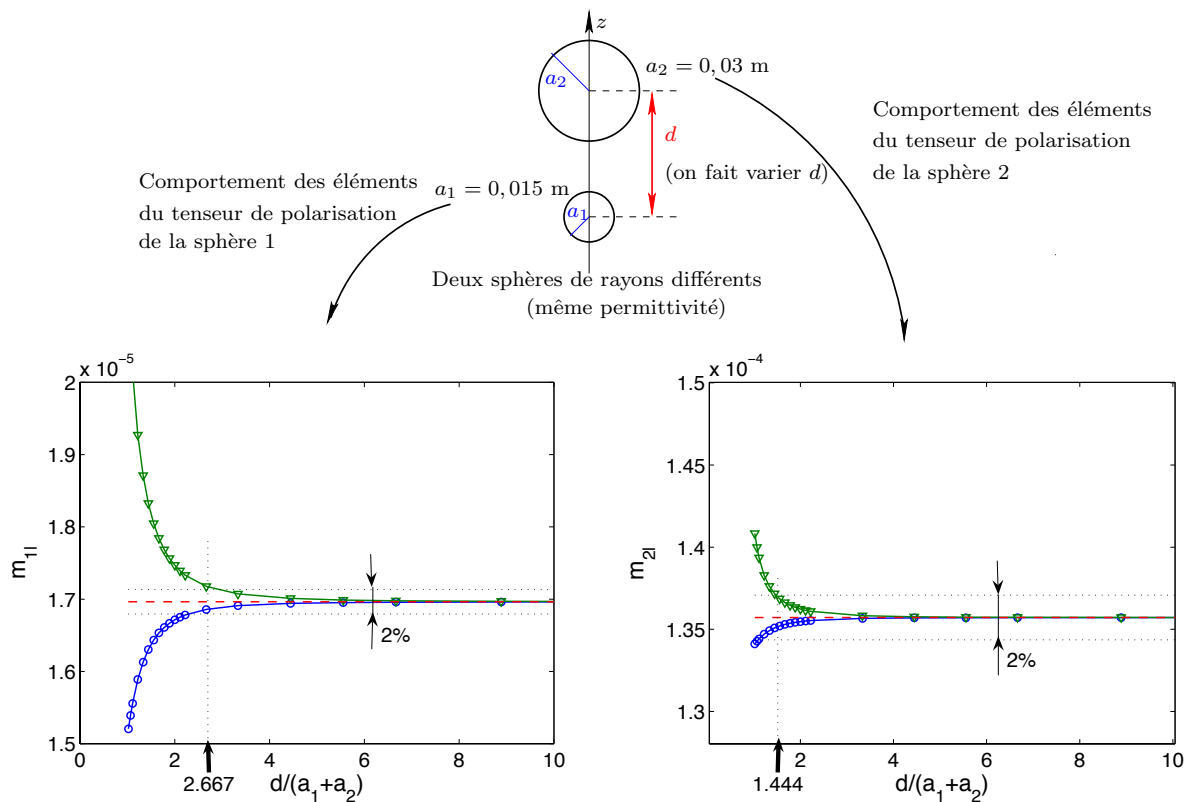 z
a2
a2 = 0, 03 m
d
(on fait varier d)
a1 = 0, 015 m
a1
Deux sphères de rayons différents
(même permittivité)
Comportement des éléments
du tenseur de polarisation
de la sphère 1
Comportement des éléments
du tenseur de polarisation
de la sphère 2
x 10⁻⁵
2
1.9
1.8
1.7
1.6
1.5
m1l
2%
0 2 4 6 8 10
2.667
d/(a1+a2)
x 10⁻⁴
1.5
1.45
1.4
1.35
1.3
m2l
2%
2 4 6 8 10
1.444
d/(a1+a2)